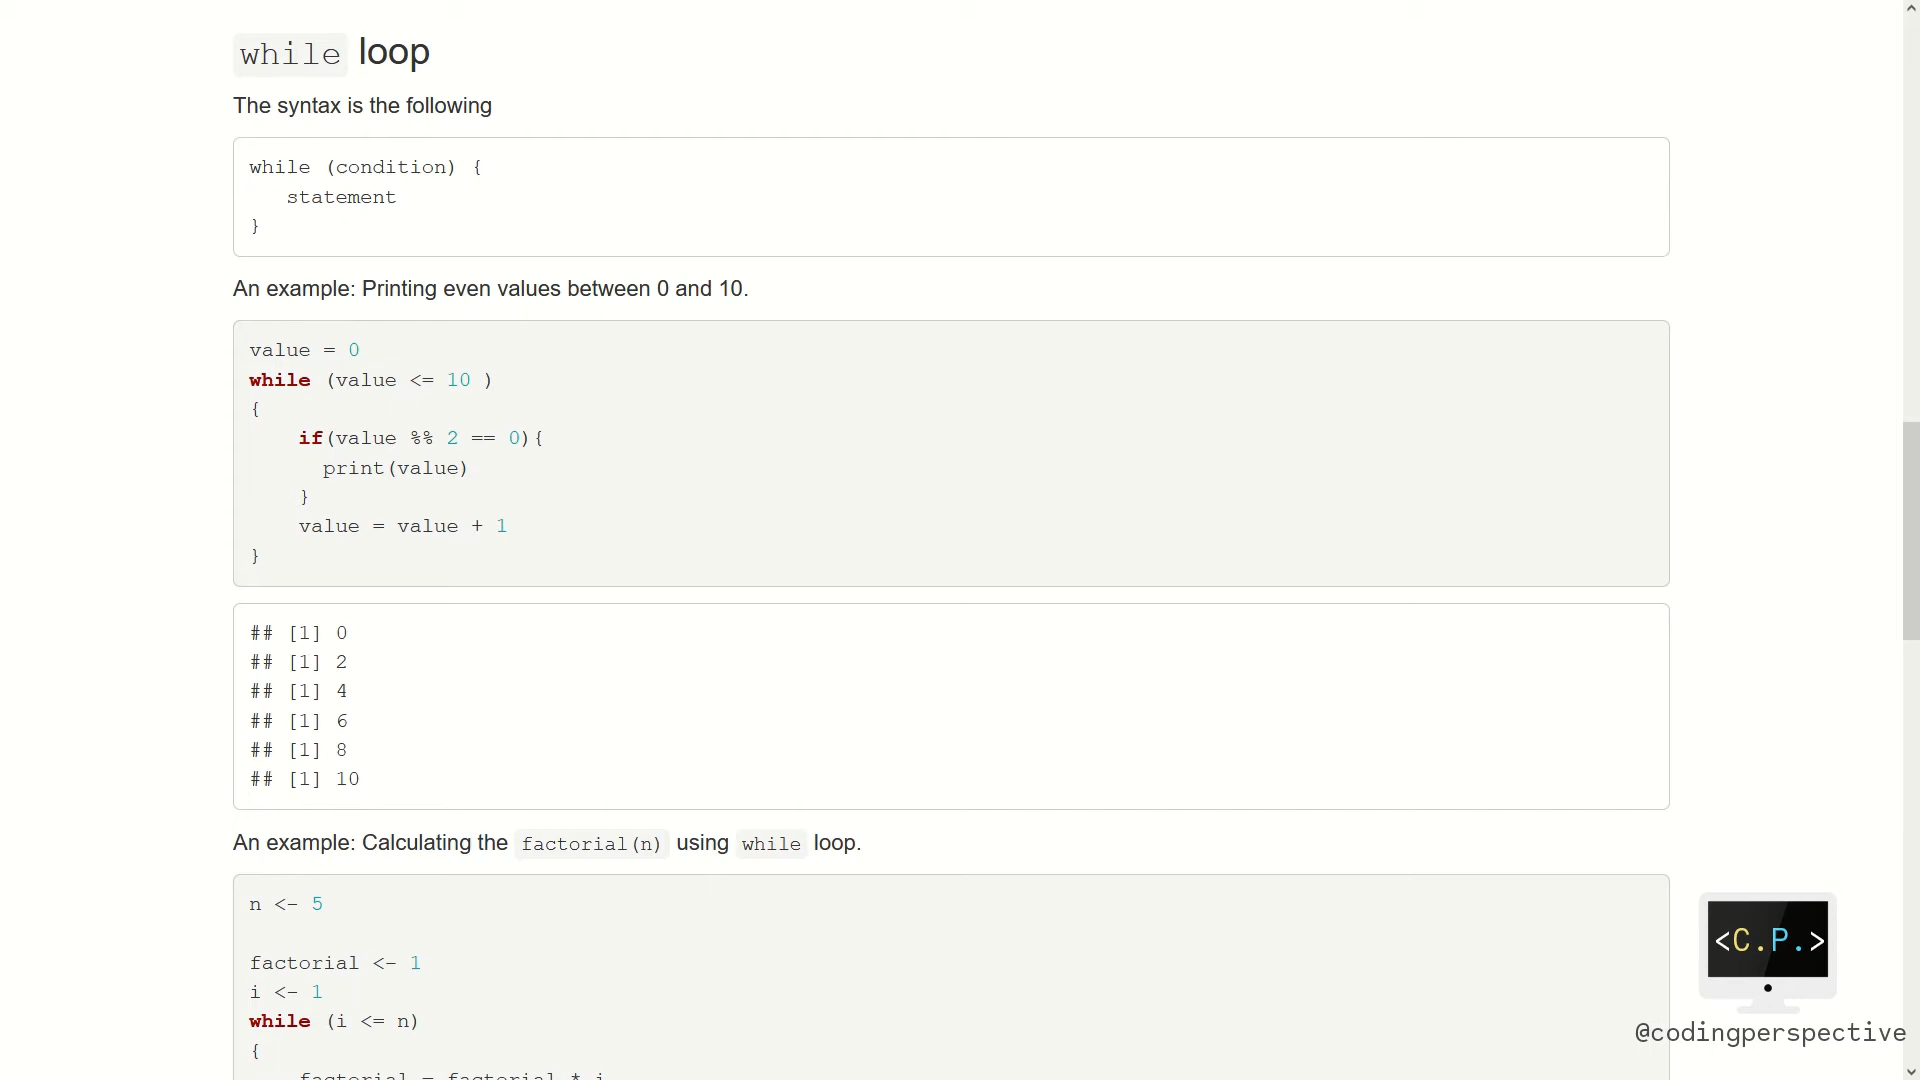 while loop
The syntax is the following
while (condition) {
   statement
}
An example: Printing even values between 0 and 10.
value = 0
while (value <= 10 )
{
    if(value %% 2 == 0){
      print(value)
    }
    value = value + 1
}
## [1] 0
## [1] 2
## [1] 4
## [1] 6
## [1] 8
## [1] 10
An example: Calculating the factorial(n) using while loop.
n <- 5
factorial <- 1
i <- 1
while (i <= n)
{
    factorial = factorial * i
<C.P.>
@codingperspective